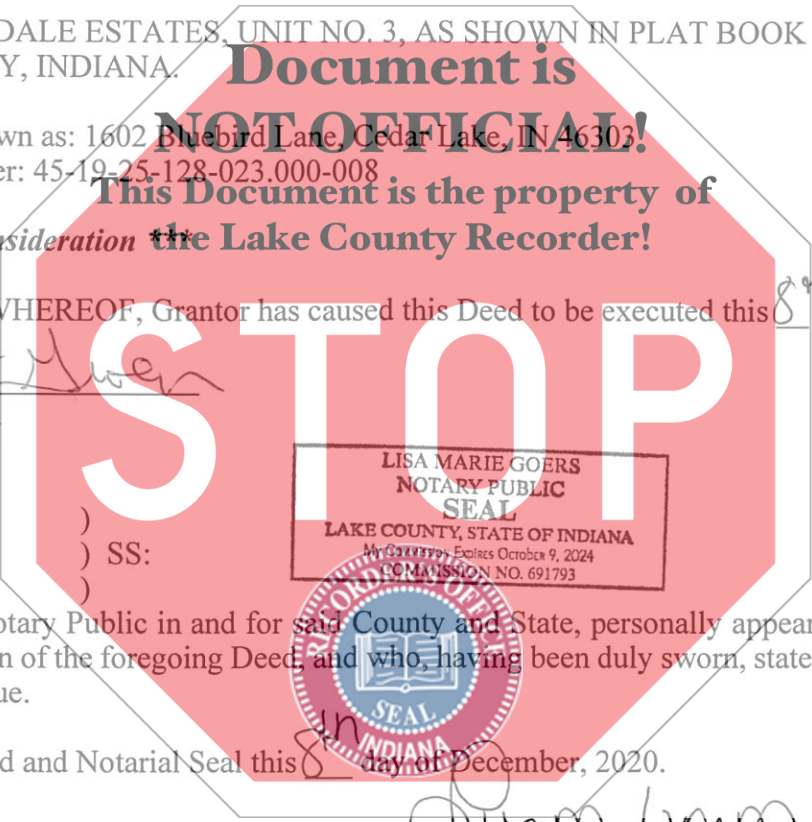 DALE ESTATES, UNIT NO. 3, AS SHOWN IN PLAT BOOK
Y, INDIANA.
Document is
NOT OFFICIAL!
wn as: 1602 Bluebird Lane, Cedar Lake, IN 46303
er: 45-19-25-128-023.000-008
This Document is the property of
the Lake County Recorder!
nsideration ***
WHEREOF, Grantor has caused this Deed to be executed this 8th
STOP
LISA MARIE GOERS
NOTARY PUBLIC
SEAL
LAKE COUNTY, STATE OF INDIANA
My Commission Expires October 9, 2024
COMMISSION NO. 691793
)
) SS:
)
RECORDER'S OFFICE
SEAL
INDIANA
otary Public in and for said County and State, personally appear
n of the foregoing Deed, and who, having been duly sworn, state
ue.
d and Notarial Seal this 8th day of December, 2020.